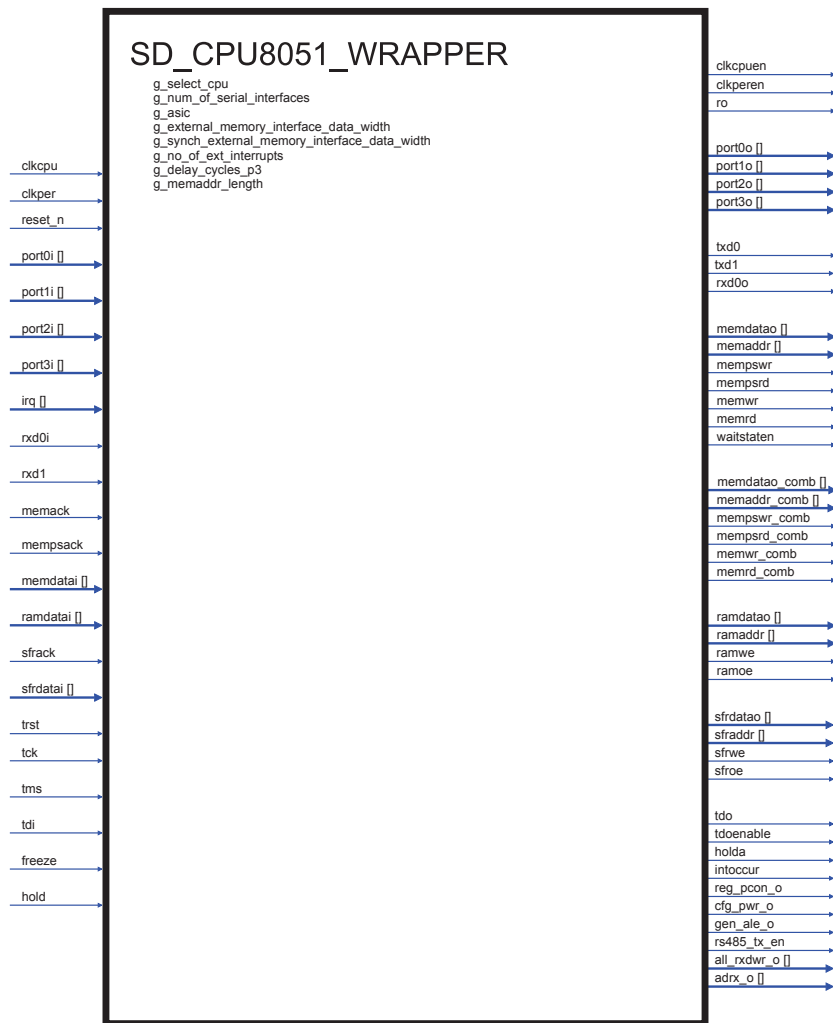 SD_CPU8051_WRAPPER
g_select_cpu
g_num_of_serial_interfaces
g_asic
g_external_memory_interface_data_width
g_synch_external_memory_interface_data_width
g_no_of_ext_interrupts
g_delay_cycles_p3
g_memaddr_length
clkcpu
clkper
reset_n
port0i []
port1i []
port2i []
port3i []
irq []
rxd0i
rxd1
memack
mempsack
memdatai []
ramdatai []
sfrack
sfrdatai []
trst
tck
tms
tdi
freeze
hold
clkcpuen
clkperen
ro
port0o []
port1o []
port2o []
port3o []
txd0
txd1
rxd0o
memdatao []
memaddr []
mempswr
mempsrd
memwr
memrd
waitstaten
memdatao_comb []
memaddr_comb []
mempswr_comb
mempsrd_comb
memwr_comb
memrd_comb
ramdatao []
ramaddr []
ramwe
ramoe
sfrdatao []
sfraddr []
sfrwe
sfroe
tdo
tdoenable
holda
intoccur
reg_pcon_o
cfg_pwr_o
gen_ale_o
rs485_tx_en
all_rxdwr_o []
adrx_o []